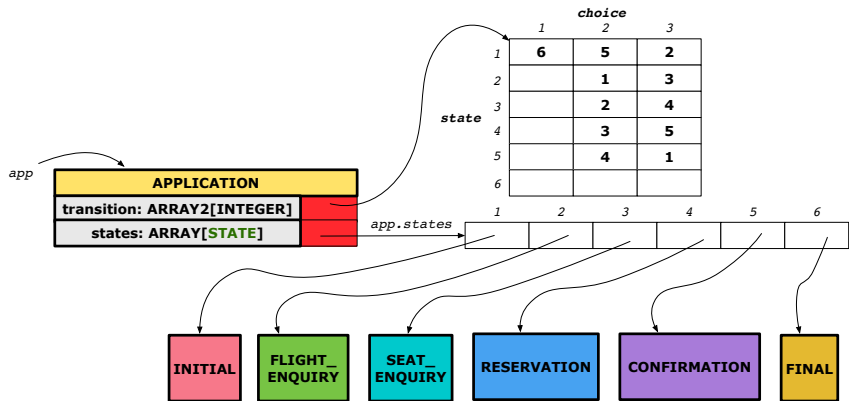 choice
1 2 3
1 6 5 2
2 1 3
3 2 4
state
4 3 5
5 4 1
6
app
APPLICATION
transition: ARRAY2[INTEGER]
states: ARRAY[STATE]
app.states
1 2 3 4 5 6
INITIAL
FLIGHT_
ENQUIRY
SEAT_
ENQUIRY
RESERVATION
CONFIRMATION
FINAL